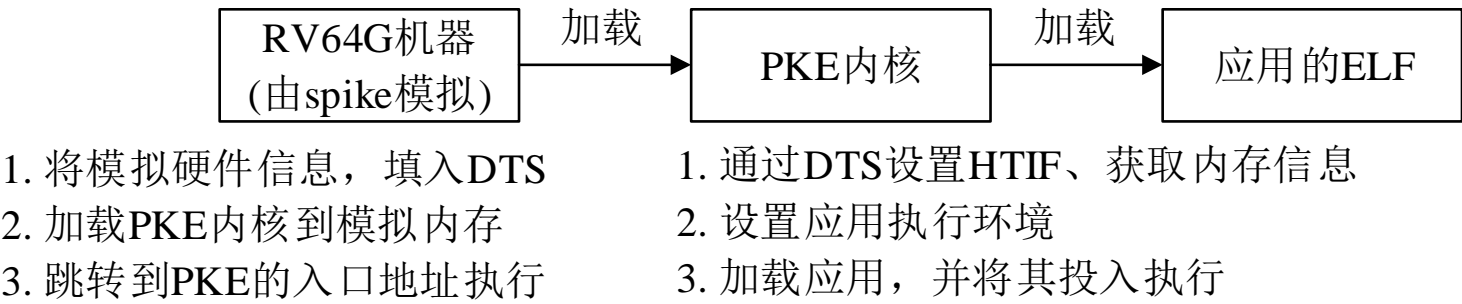 RV64G机器
(由spike模拟)
加载
PKE内核
加载
应用的ELF
1. 将模拟硬件信息，填入DTS
2. 加载PKE内核到模拟内存
3. 跳转到PKE的入口地址执行
1. 通过DTS设置HTIF、获取内存信息
2. 设置应用执行环境
3. 加载应用，并将其投入执行